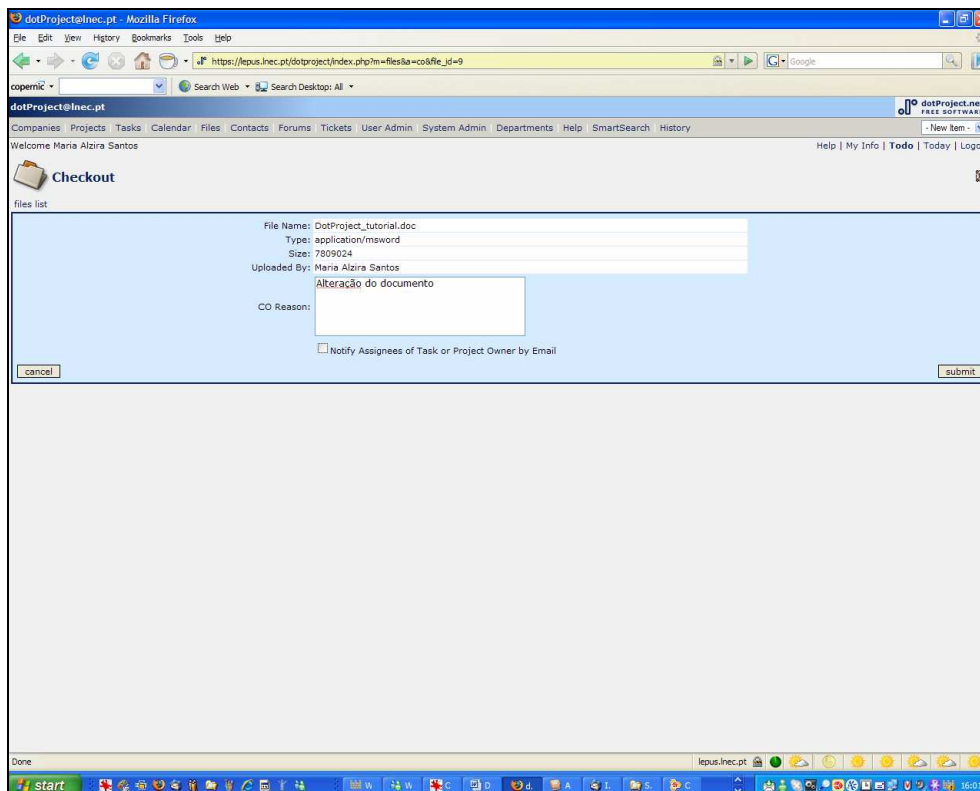 dotProject@lnec.pt - Mozilla Firefox
File Edit View History Bookmarks Tools Help
https://lepus.lnec.pt/dotproject/index.php?m=files&a=co&file_id=9
Google
copernic
Search Web
Search Desktop: All
dotProject@lnec.pt
dotProject.ne
FREE SOFTWAR
Companies Projects Tasks Calendar Files Contacts Forums Tickets User Admin System Admin Departments Help SmartSearch History
- New Item -
Welcome Maria Alzira Santos
Help | My Info | Todo | Today | Logo
Checkout
files list
File Name: DotProject_tutorial.doc
Type: application/msword
Size: 7809024
Uploaded By: Maria Alzira Santos
CO Reason: Alteração do documento
Notify Assignees of Task or Project Owner by Email
cancel
submit
Done
lepus.lnec.pt
start
W W C D d. A I. S. C